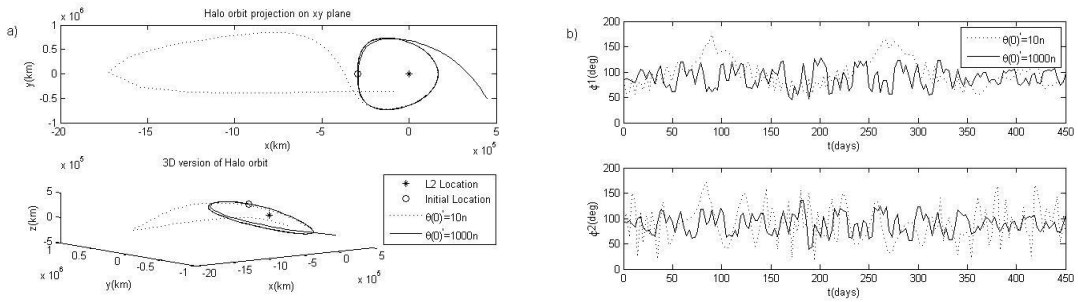 a)
x 10^6
Halo orbit projection on xy plane
1
0.5
0
-0.5
-1
y(km)
-20
-15
-10
-5
0
5
x(km)
x 10^5
3D version of Halo orbit
x 10^5
5
0
-5
z(km)
1
0.5
0
-0.5
-1
x 10^6
y(km)
-20
-15
-10
-5
0
5
x(km)
x 10^5
L2 Location
Initial Location
θ(0)'=10n
θ(0)'=1000n
b)
200
150
100
50
0
ϕ1(deg)
0 50 100 150 200 250 300 350 400 450
t(days)
θ(0)'=10n
θ(0)'=1000n
200
150
100
50
0
ϕ2(deg)
0 50 100 150 200 250 300 350 400 450
t(days)